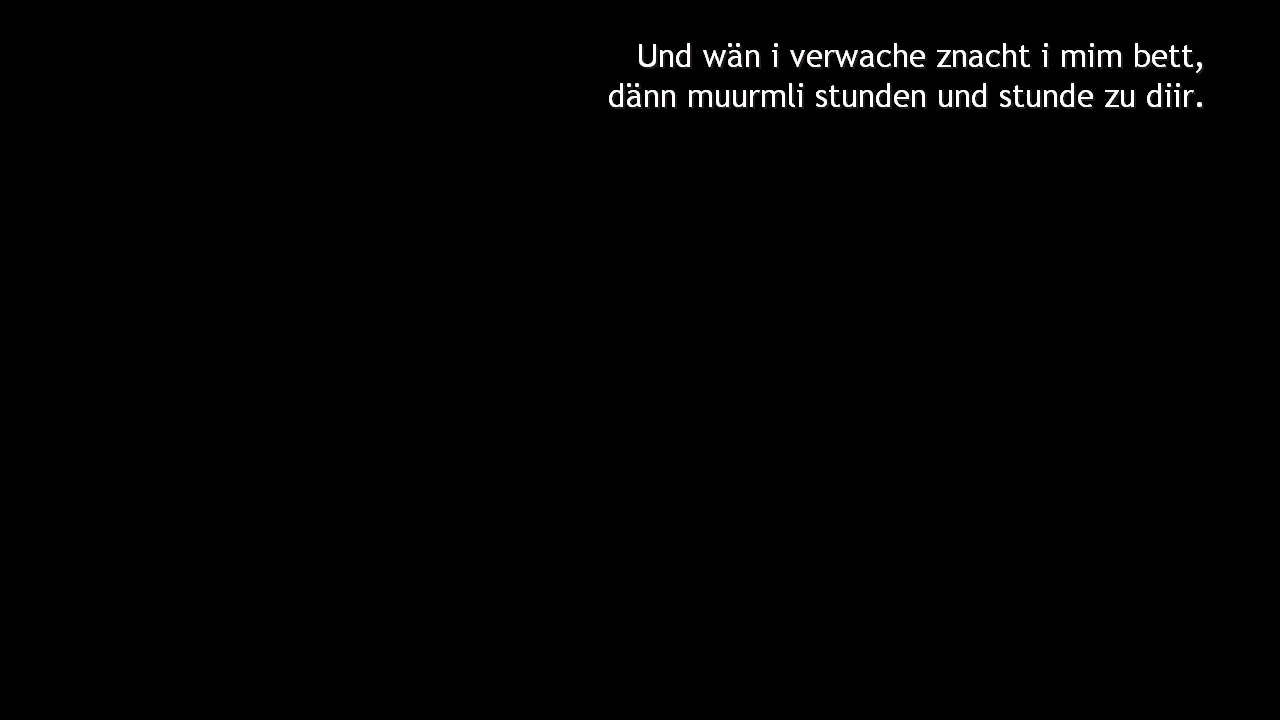 Und wän i verwache znacht i mim bett,
dänn muurmli stunden und stunde zu diir.